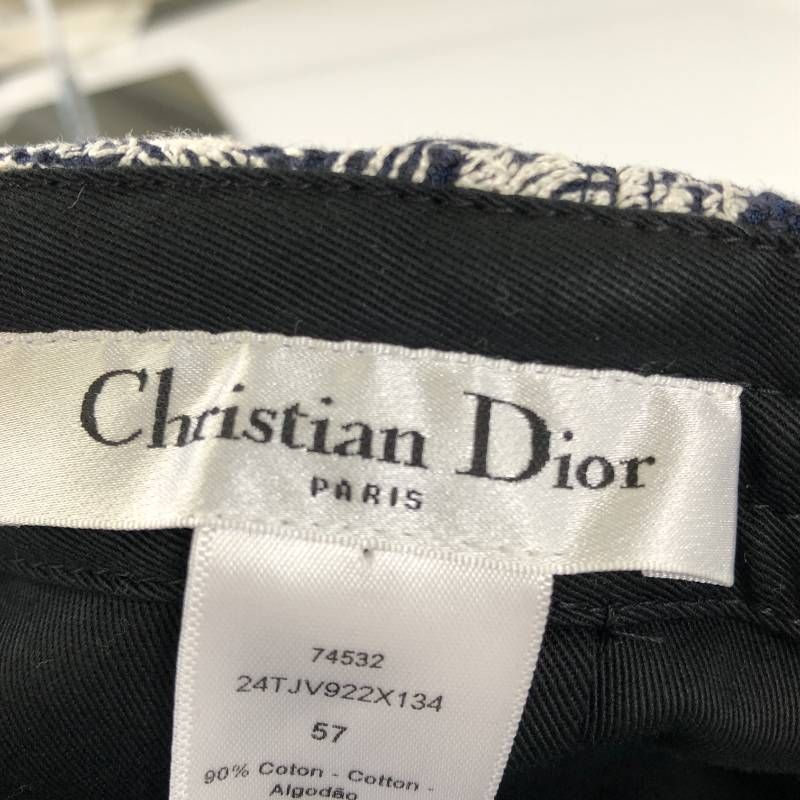 Christian Dior
PARIS
74532
24TJV922X134
57
90% Coton - Cotton -
Algodão